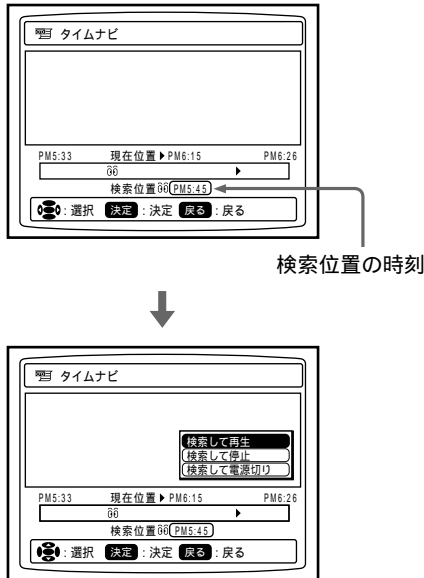 タイムナビ
PM5:33 現在位置 PM6:15 PM6:26
検索位置 PM5:45
:選択 決定 :決定 戻る :戻る
検索位置の時刻
タイムナビ
検索して再生
検索して停止
検索して電源切り
PM5:33 現在位置 PM6:15 PM6:26
検索位置 PM5:45
:選択 決定 :決定 戻る :戻る